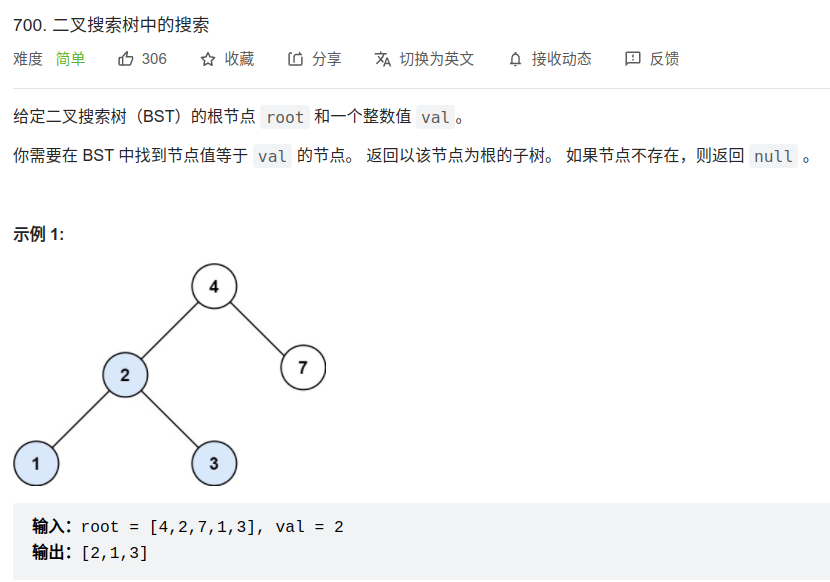 700. 二叉搜索树中的搜索
难度 简单 306 收藏 分享 切换为英文 接收动态 反馈
给定二叉搜索树（BST）的根节点 root 和一个整数值 val。
你需要在 BST 中找到节点值等于 val 的节点。 返回以该节点为根的子树。 如果节点不存在，则返回 null 。
示例 1:
4
2
7
1
3
输入：root = [4,2,7,1,3], val = 2
输出：[2,1,3]